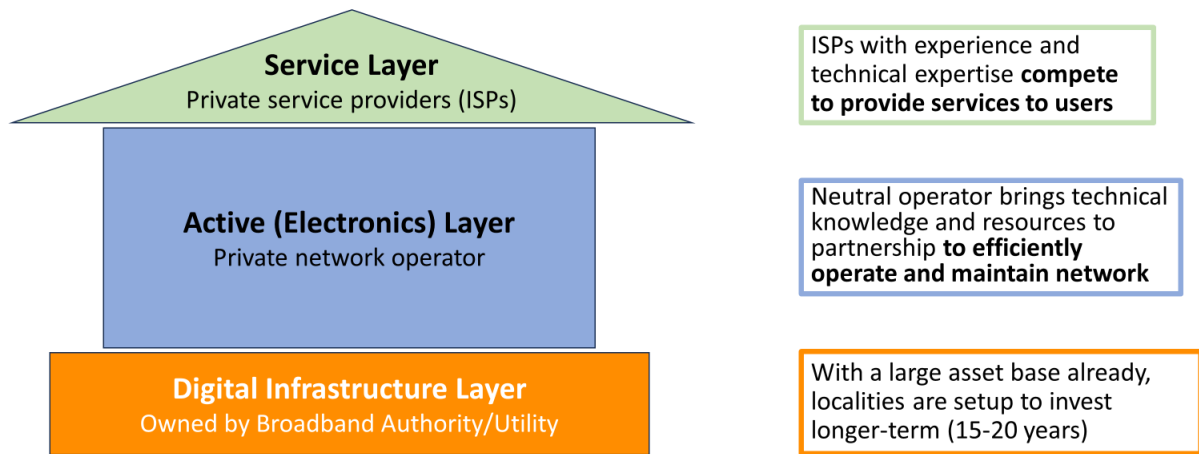 Service Layer
Private service providers (ISPs)
ISPs with experience and
technical expertise compete
to provide services to users
Active (Electronics) Layer
Private network operator
Neutral operator brings technical
knowledge and resources to
partnership to efficiently
operate and maintain network
Digital Infrastructure Layer
Owned by Broadband Authority/Utility
With a large asset base already,
localities are setup to invest
longer-term (15-20 years)